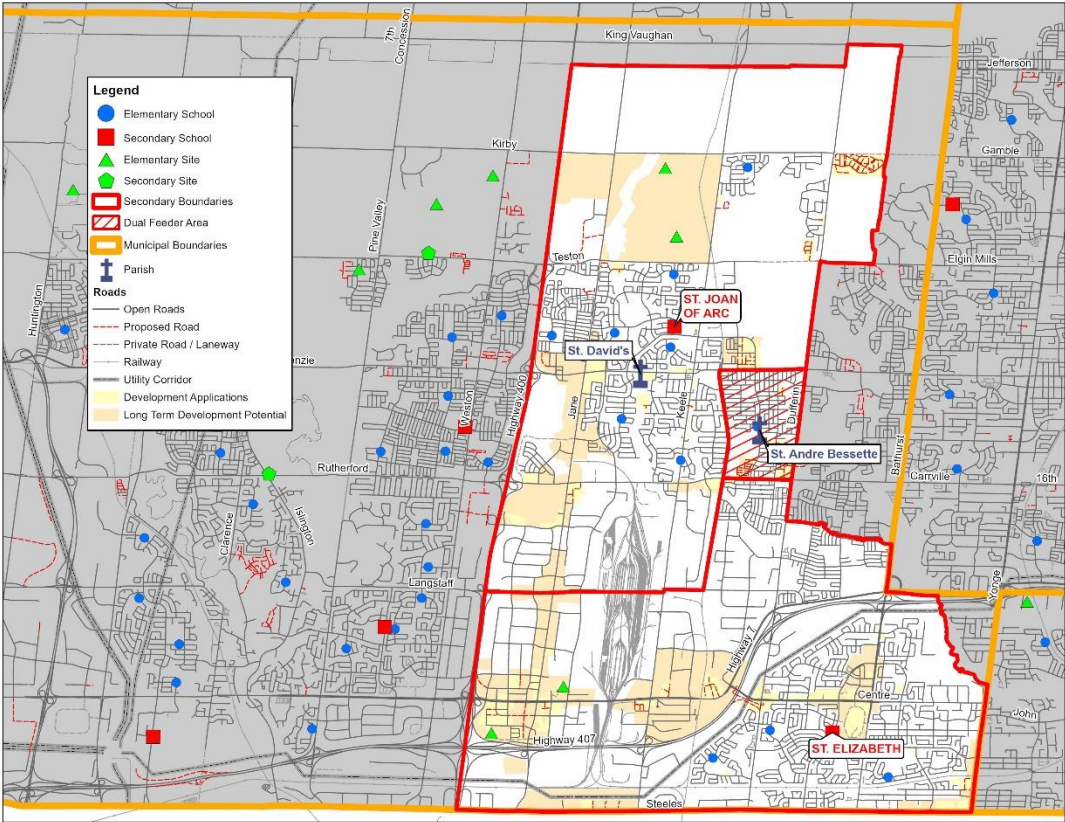 King Vaughan
7th
Concession
Jefferson
Legend
Elementary School
Secondary School
Elementary Site
Secondary Site
Secondary Boundaries
Dual Feeder Area
Municipal Boundaries
Parish
Roads
Open Roads
Proposed Road
Private Road / Laneway
Railway
Utility Corridor
Development Applications
Long Term Development Potential
Kirby
Gamble
Pine Valley
Teston
Elgin Mills
Huntington
ST. JOAN
OF ARC
St. David's
enzie
Weston
Highway 400
Jane
Keele
Dufferin
St. Andre Bessette
Bathurst
Rutherford
Carrville
16th
Clarence
Islington
Langstaff
Yonge
Highway 7
Centre
John
Highway 407
ST. ELIZABETH
Steeles